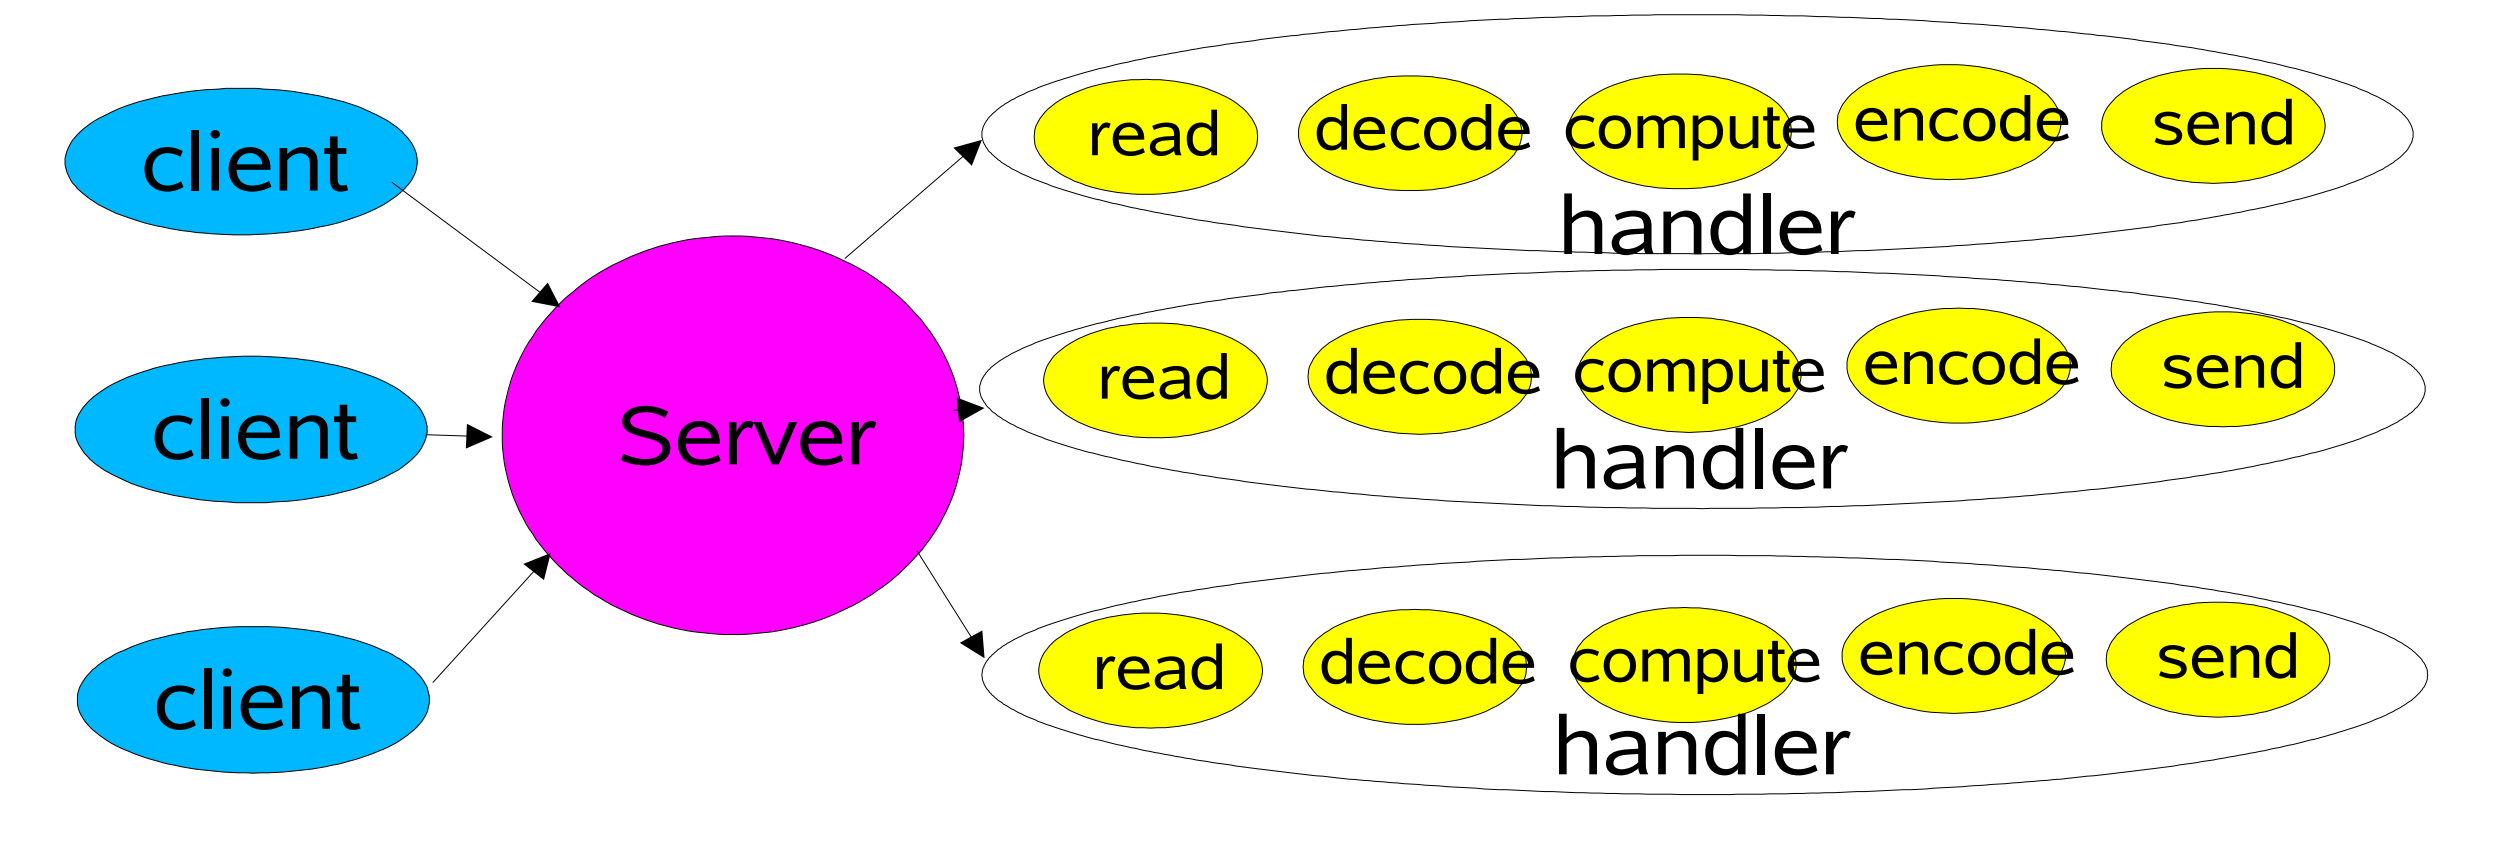 client
client
client
Server
read decode compute encode send
handler
read decode compute encode send
handler
read decode compute encode send
handler